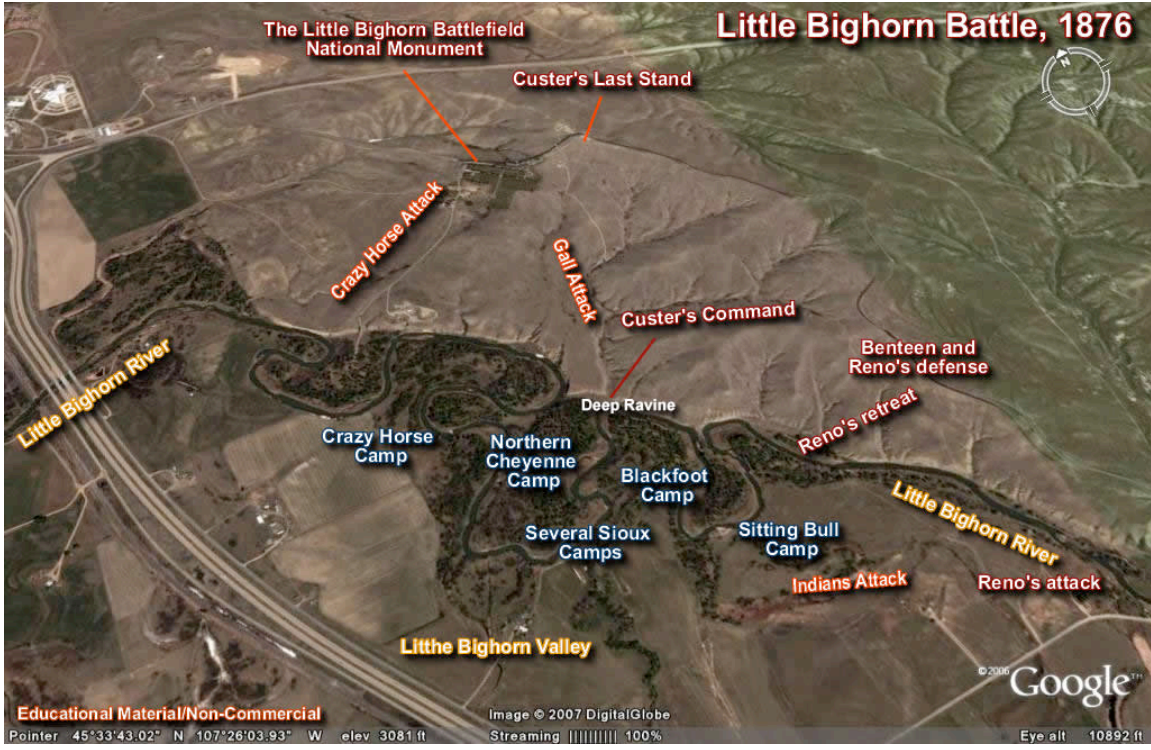 Little Bighorn Battle, 1876
The Little Bighorn Battlefield
National Monument
Custer's Last Stand
N
Crazy Horse Attack
Gall Attack
Custer's Command
Benteen and
Reno's defense
Little Bighorn River
Deep Ravine
Reno's retreat
Crazy Horse
Camp
Northern
Cheyenne
Camp
Blackfoot
Camp
Little Bighorn River
Several Sioux
Camps
Sitting Bull
Camp
Indians Attack
Reno's attack
Litthe Bighorn Valley
© 2006 Google™
Educational Material/Non-Commercial
Image © 2007 DigitalGlobe
Pointer 45°33'43.02" N 107°26'03.93" W elev 3081 ft Streaming |||||||||| 100% Eye alt 10892 ft